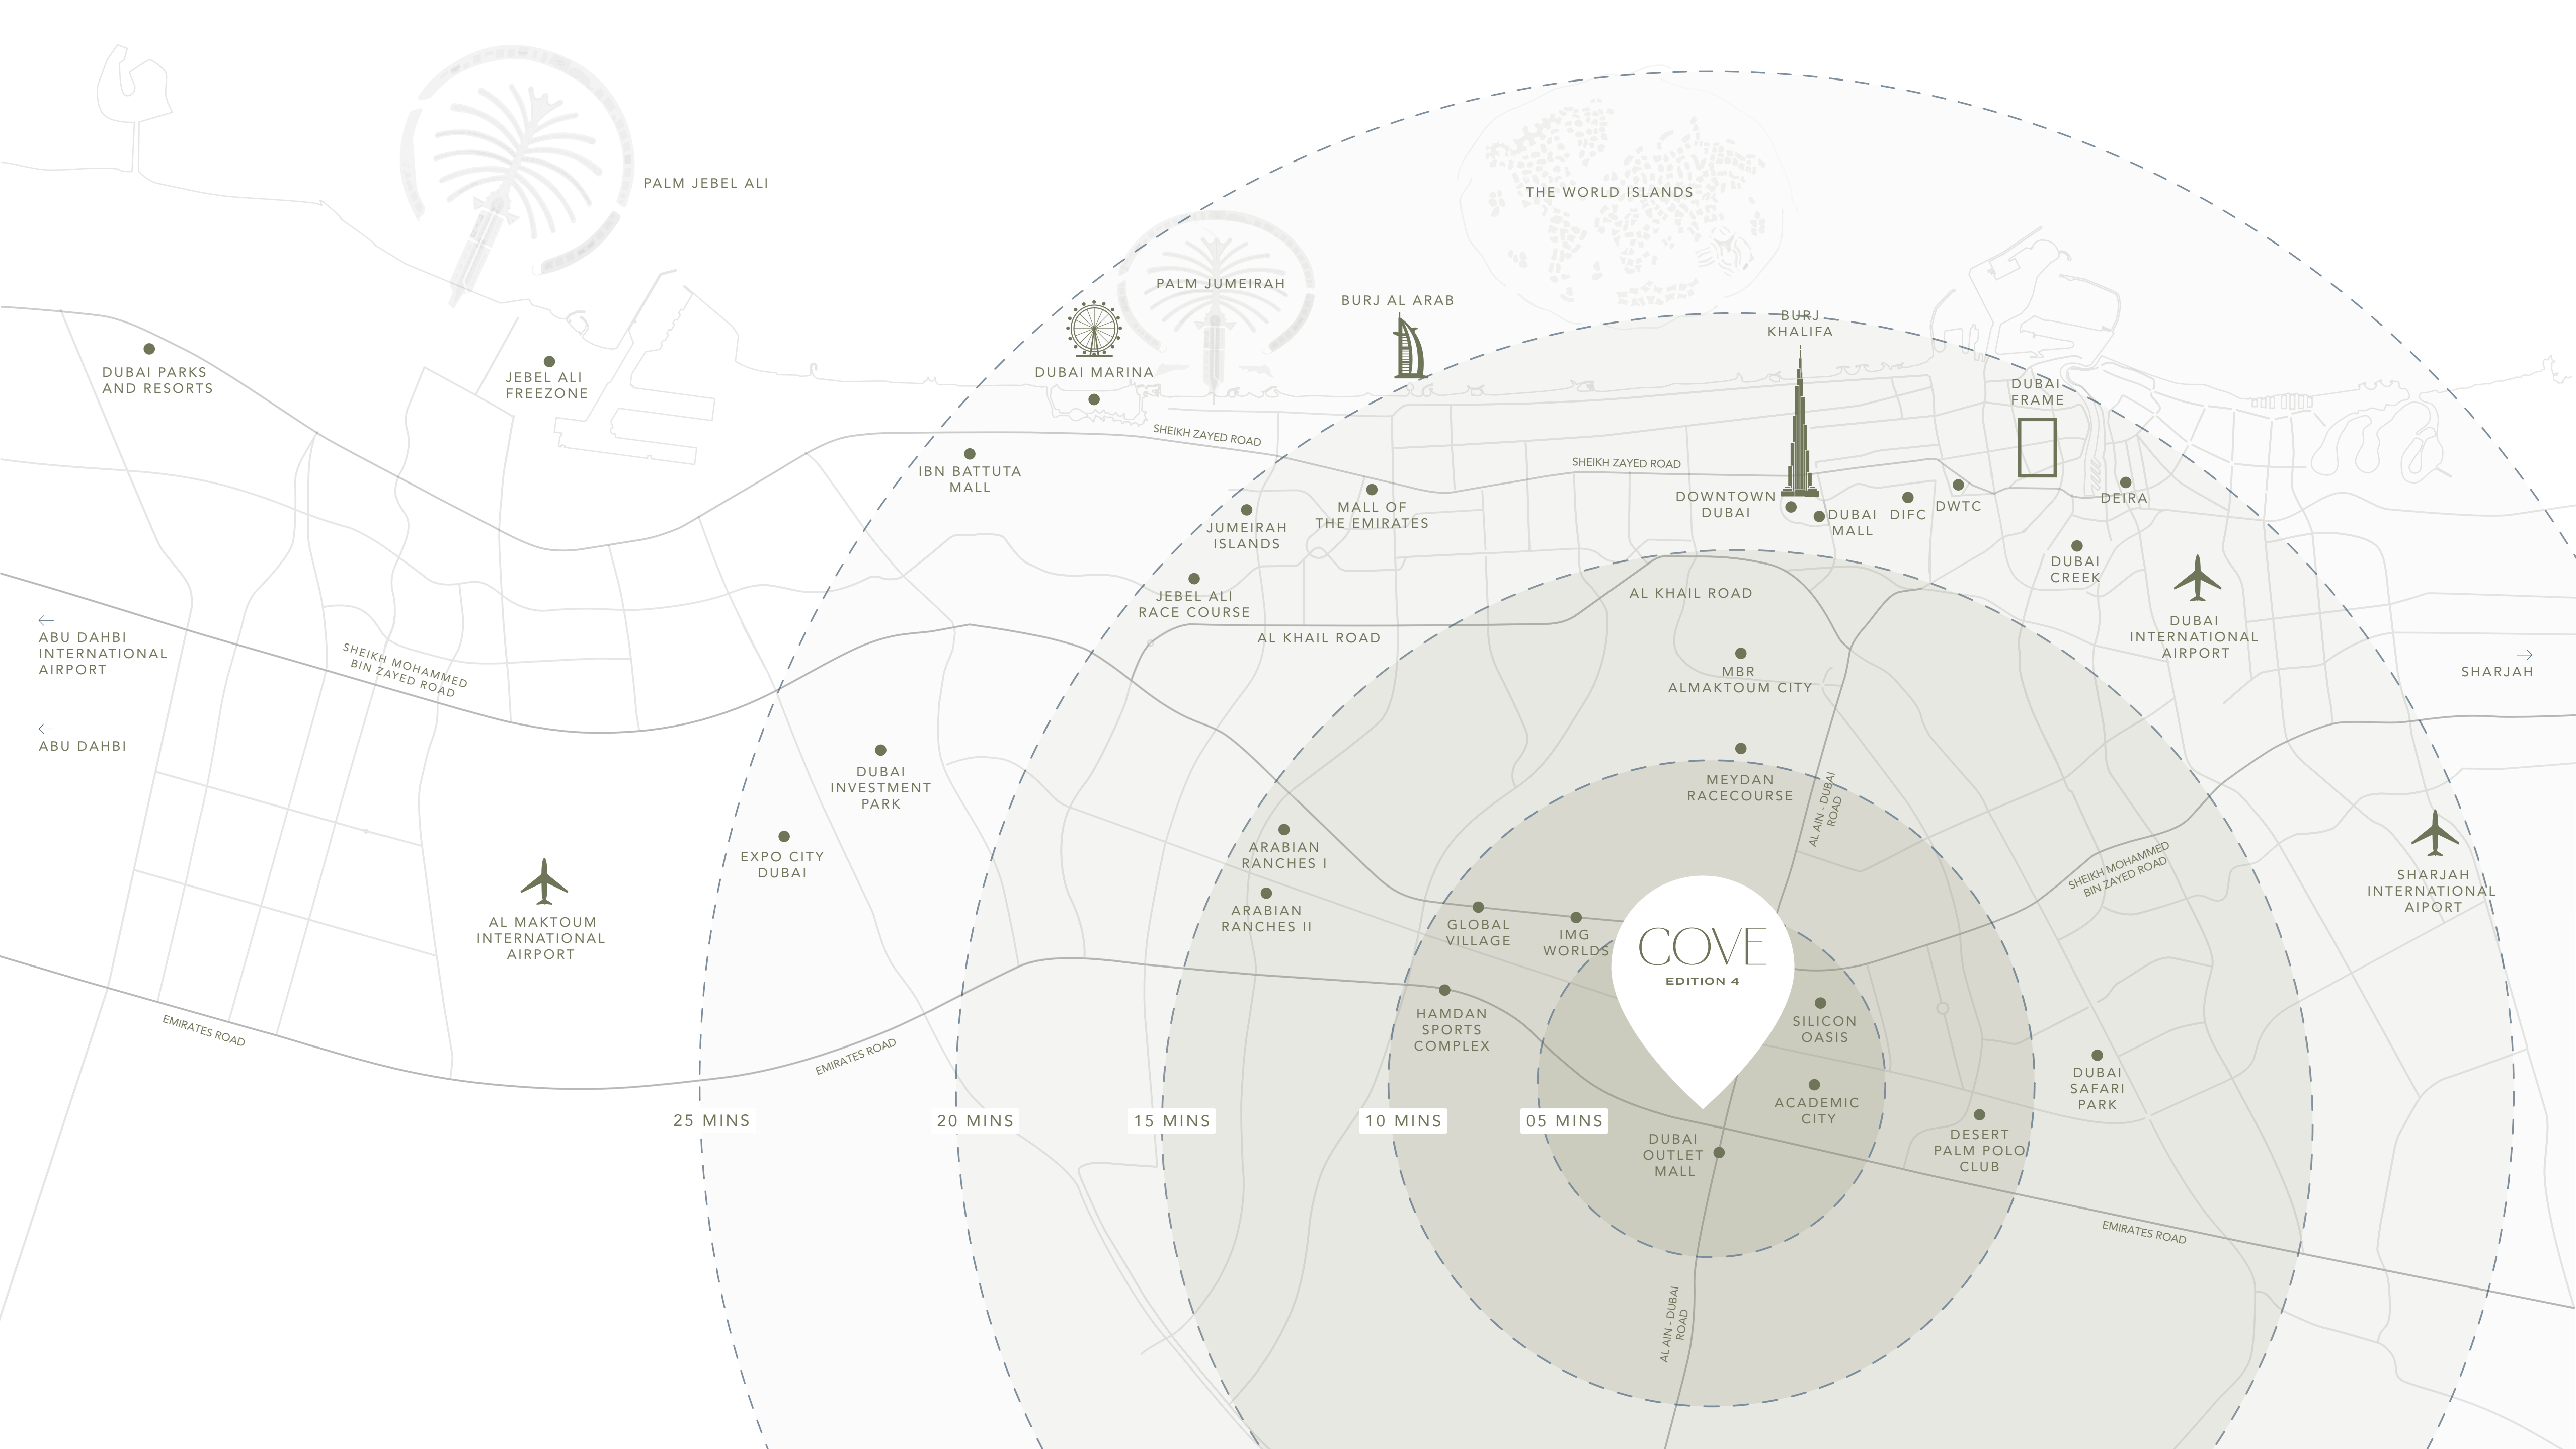 PALM JEBEL ALI
THE WORLD ISLANDS
PALM JUMEIRAH
BURJ AL ARAB
BURJ
KHALIFA
DUBAI PARKS
AND RESORTS
JEBEL ALI
FREEZONE
DUBAI MARINA
DUBAI
FRAME
SHEIKH ZAYED ROAD
SHEIKH ZAYED ROAD
IBN BATTUTA
MALL
JUMEIRAH
ISLANDS
MALL OF
THE EMIRATES
DOWNTOWN
DUBAI
DUBAI
MALL
DIFC
DWTC
DEIRA
DUBAI
CREEK
JEBEL ALI
RACE COURSE
AL KHAIL ROAD
AL KHAIL ROAD
DUBAI
INTERNATIONAL
AIRPORT
ABU DAHBI
INTERNATIONAL
AIRPORT
SHEIKH MOHAMMED
BIN ZAYED ROAD
SHARJAH
MBR
ALMAKTOUM CITY
ABU DAHBI
DUBAI
INVESTMENT
PARK
MEYDAN
RACECOURSE
AL AIN - DUBAI
ROAD
EXPO CITY
DUBAI
ARABIAN
RANCHES I
ARABIAN
RANCHES II
SHEIKH MOHAMMED
BIN ZAYED ROAD
SHARJAH
INTERNATIONAL
AIPORT
AL MAKTOUM
INTERNATIONAL
AIRPORT
GLOBAL
VILLAGE
IMG
WORLDS
COVE
EDITION 4
HAMDAN
SPORTS
COMPLEX
SILICON
OASIS
EMIRATES ROAD
EMIRATES ROAD
DUBAI
SAFARI
PARK
ACADEMIC
CITY
25 MINS
20 MINS
15 MINS
10 MINS
05 MINS
DUBAI
OUTLET
MALL
DESERT
PALM POLO
CLUB
EMIRATES ROAD
AL AIN - DUBAI
ROAD